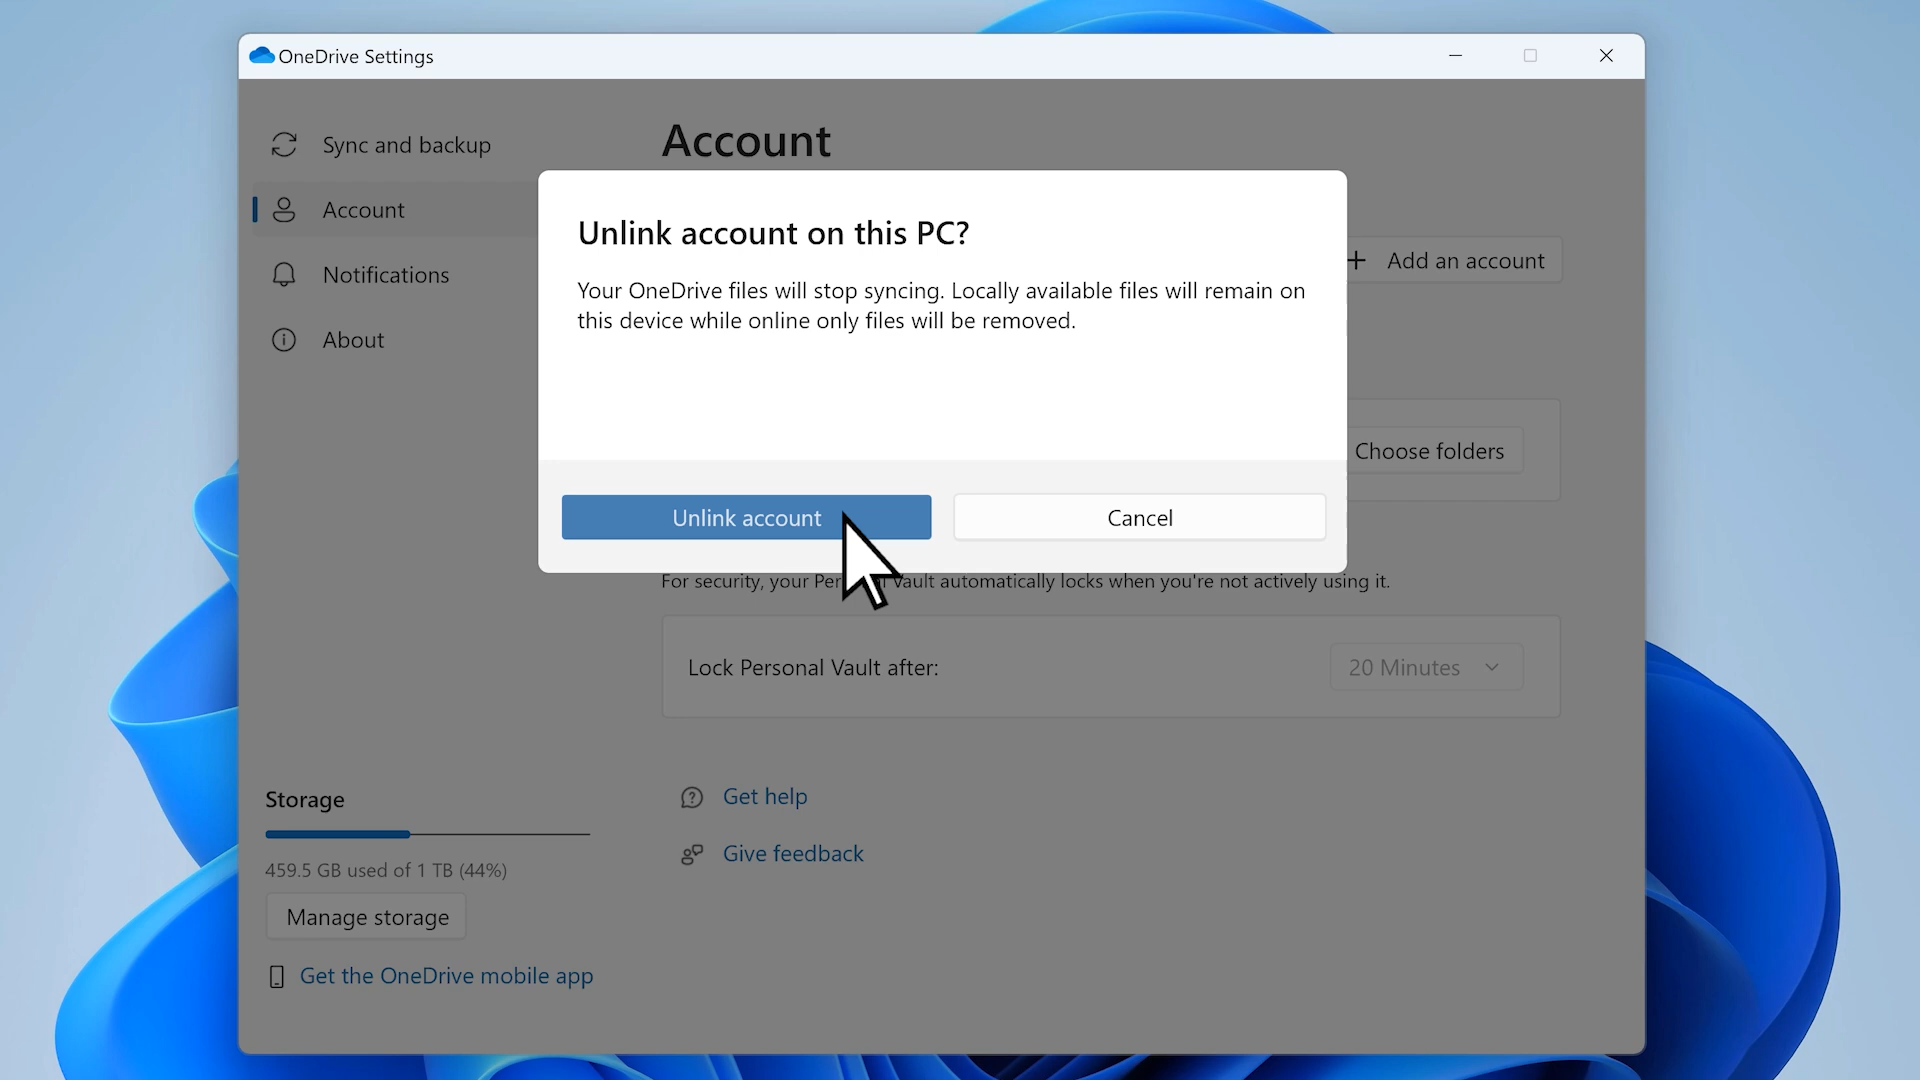 OneDrive Settings
Sync and backup
Account
Notifications
About
Account
Add an account
Unlink account on this PC?
Your OneDrive files will stop syncing. Locally available files will remain on
this device while online only files will be removed.
Choose folders
Unlink account
Cancel
For security, your Personal Vault automatically locks when you're not actively using it.
Lock Personal Vault after:
20 Minutes
Get help
Give feedback
Storage
459.5 GB used of 1 TB (44%)
Manage storage
Get the OneDrive mobile app